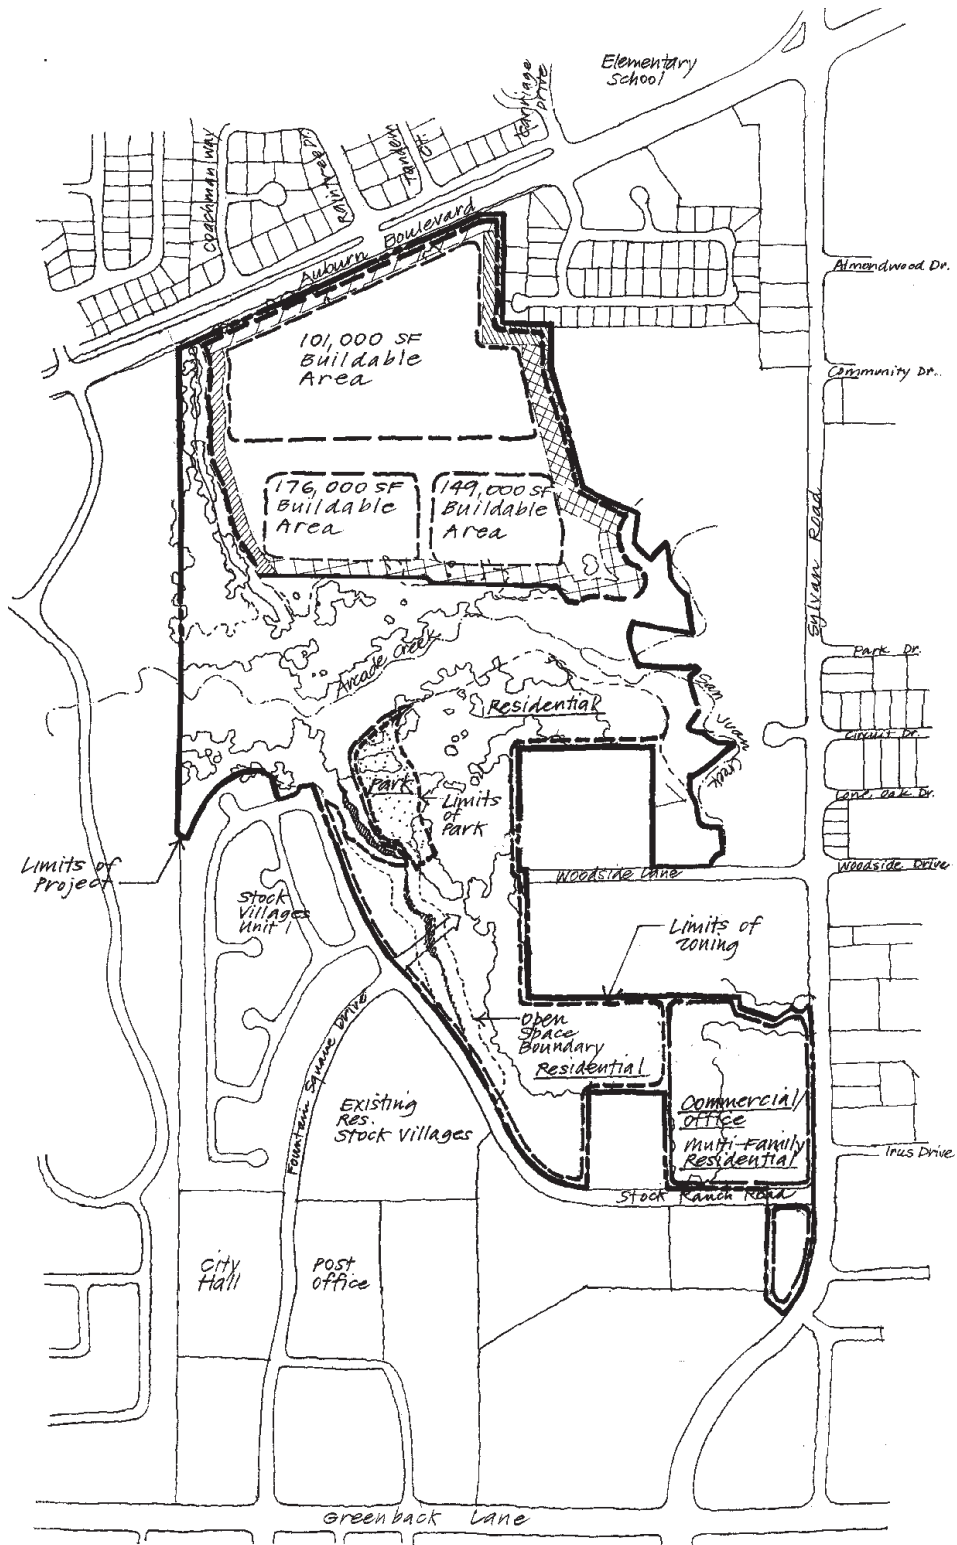 Elementary
School
Carriage
Drive
Tandem
Ct.
Raintree Dr.
Coachman Way
Auburn Boulevard
Almondwood Dr.
Community Dr.
101,000 SF
Buildable
Area
176,000 SF
Buildable
Area
149,000 SF
Buildable
Area
Sylvan Road
Arcade Creek
Park Dr.
San Juan
Creek
Residential
Circuit Dr.
Park
Limits
of
Park
Lone Oak Dr.
Limits of
Project
Woodside Lane
Woodside Drive
Stock
Villages
Unit 1
Limits of
Zoning
Open
Space
Boundary
Residential
Fountain Square Drive
Existing
Res.
Stock Villages
Commercial/
Office
Multi-Family
Residential
Stock Ranch Road
City
Hall
Post
Office
Greenback Lane